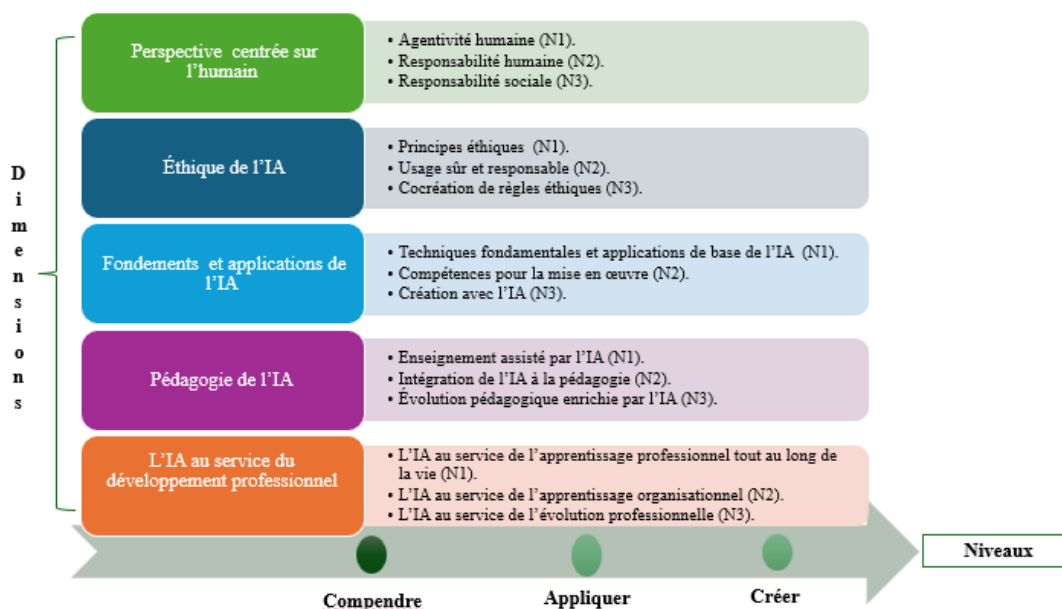 Dimensions
Perspective centrée sur
l'humain
• Agentivité humaine (N1).
• Responsabilité humaine (N2).
• Responsabilité sociale (N3).
Éthique de l'IA
• Principes éthiques (N1).
• Usage sûr et responsable (N2).
• Cocréation de règles éthiques (N3).
Fondements et applications de
l'IA
• Techniques fondamentales et applications de base de l'IA (N1).
• Compétences pour la mise en œuvre (N2).
• Création avec l'IA (N3).
Pédagogie de l'IA
• Enseignement assisté par l'IA (N1).
• Intégration de l'IA à la pédagogie (N2).
• Évolution pédagogique enrichie par l'IA (N3).
L'IA au service du
développement professionnel
• L'IA au service de l'apprentissage professionnel tout au long de
la vie (N1).
• L'IA au service de l'apprentissage organisationnel (N2).
• L'IA au service de l'évolution professionnelle (N3).
Niveaux
Compendre
Appliquer
Créer